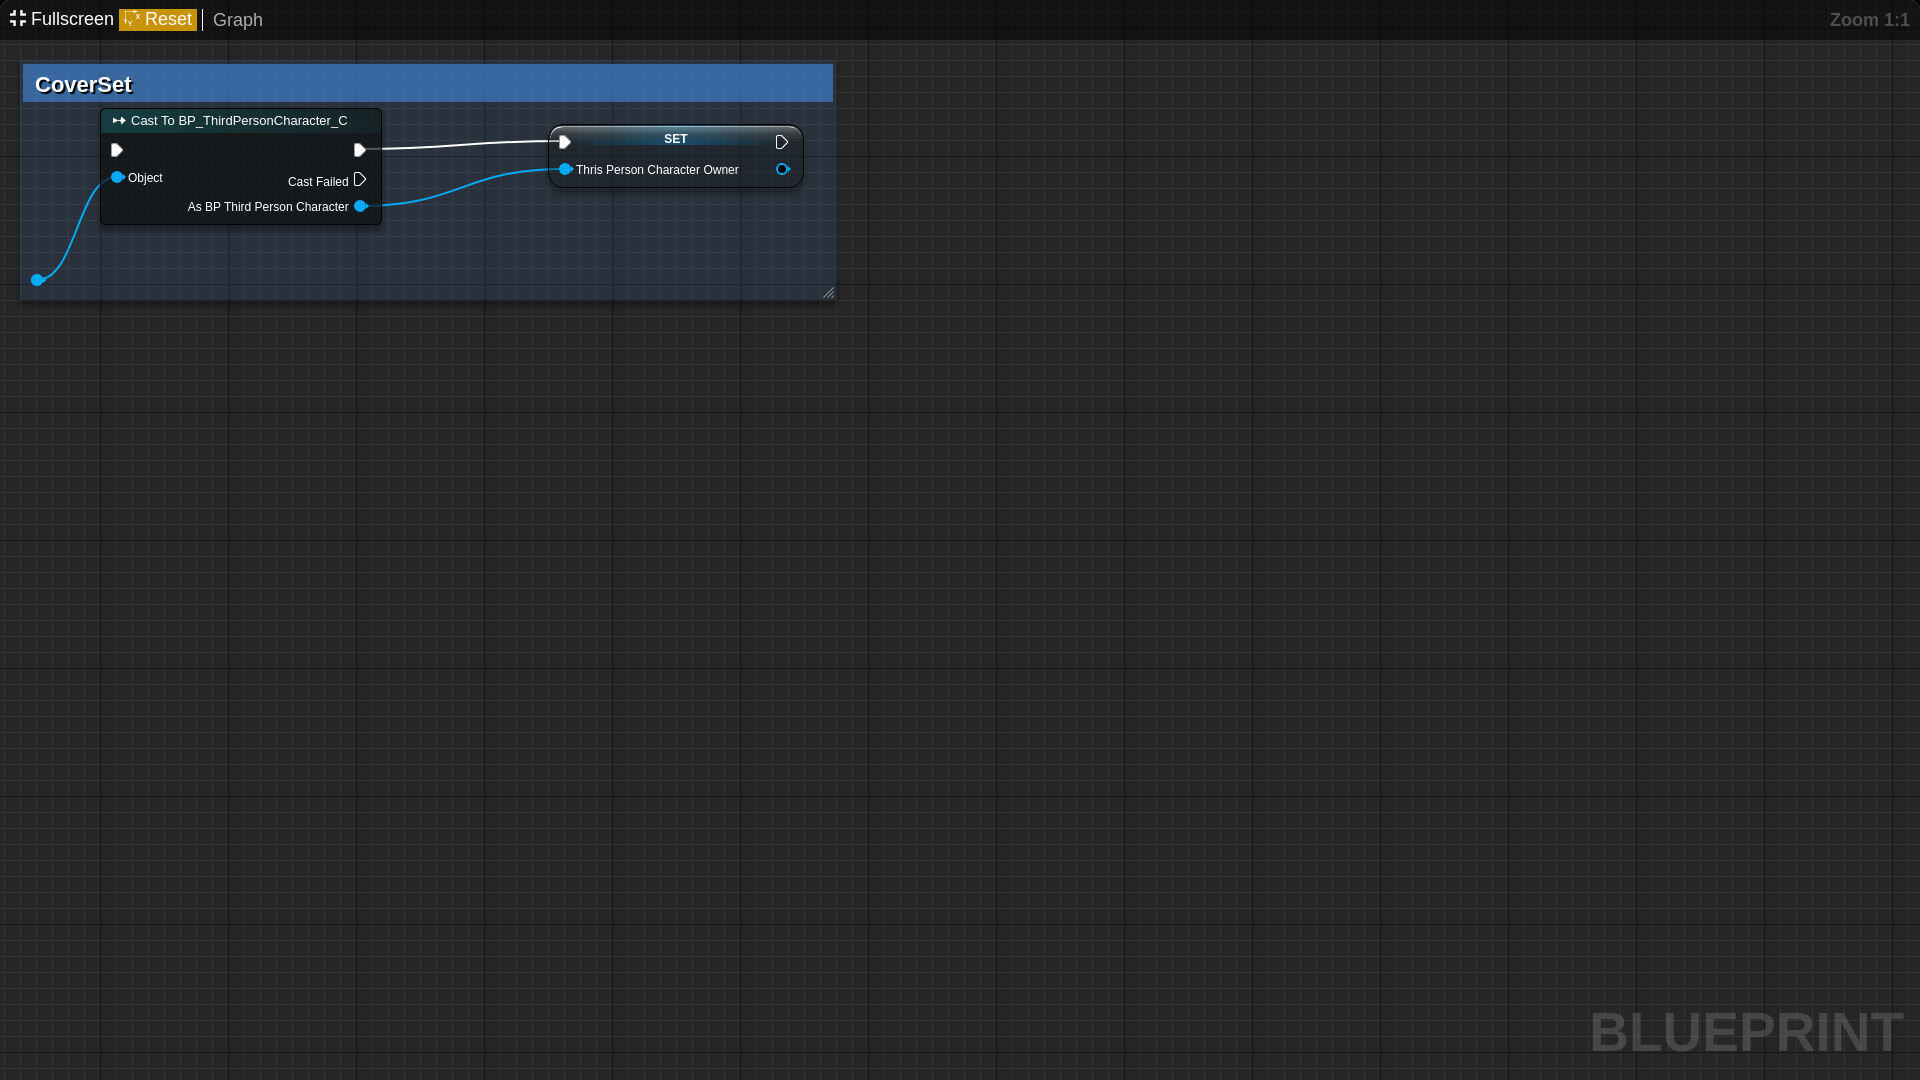 Fullscreen Reset Graph Zoom 1:1
CoverSet
Cast To BP_ThirdPersonCharacter_C
SET
Object
Thris Person Character Owner
Cast Failed
As BP Third Person Character
BLUEPRINT